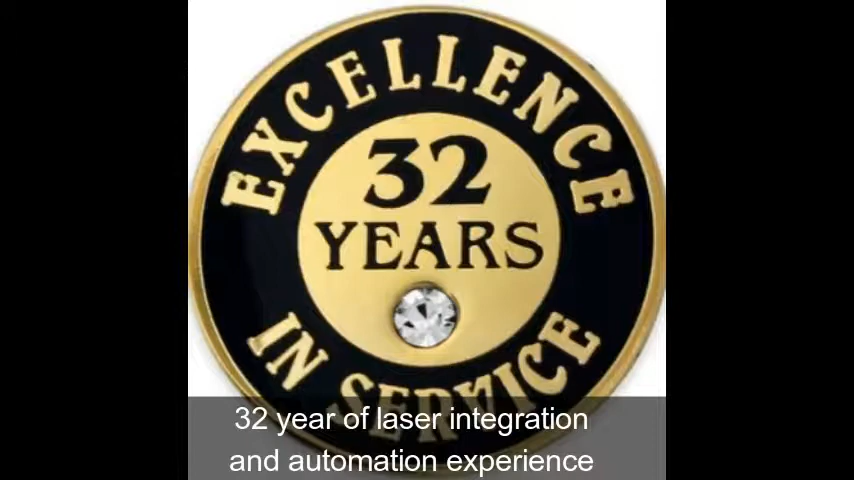 EXCELLENCE
32
YEARS
IN SERVICE
32 year of laser integration
and automation experience